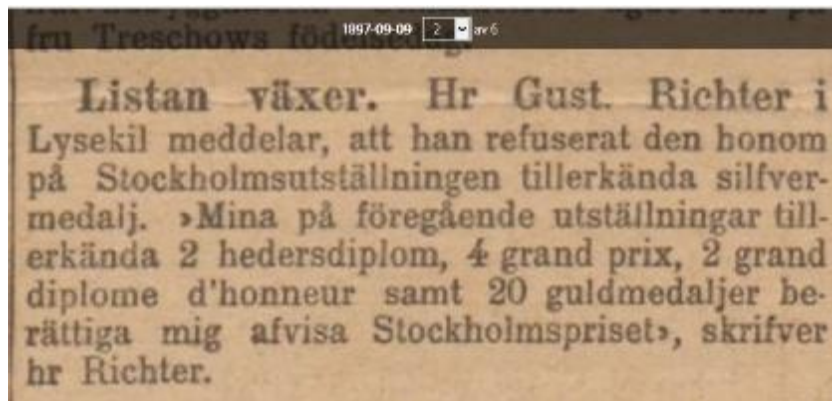 1897-09-09 2 av 6
fru Treschows
Listan växer. Hr Gust. Richter i
Lysekil meddelar, att han refuserat den honom
på Stockholmsutställningen tillerkända silfver-
medalj. »Mina på föregående utställningar till-
erkända 2 hedersdiplom, 4 grand prix, 2 grand
diplome d'honneur samt 20 guldmedaljer be-
rättiga mig afvisa Stockholmspriset», skrifver
hr Richter.